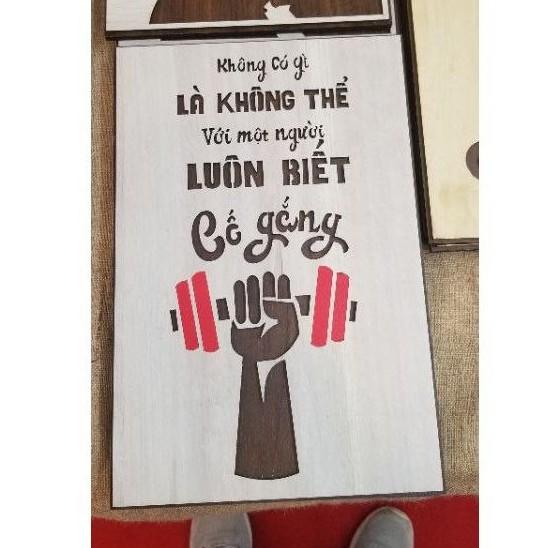 Không Có gì
LÀ KHÔNG THỂ
Với một người
LUÔN BIẾT
Cố gắng